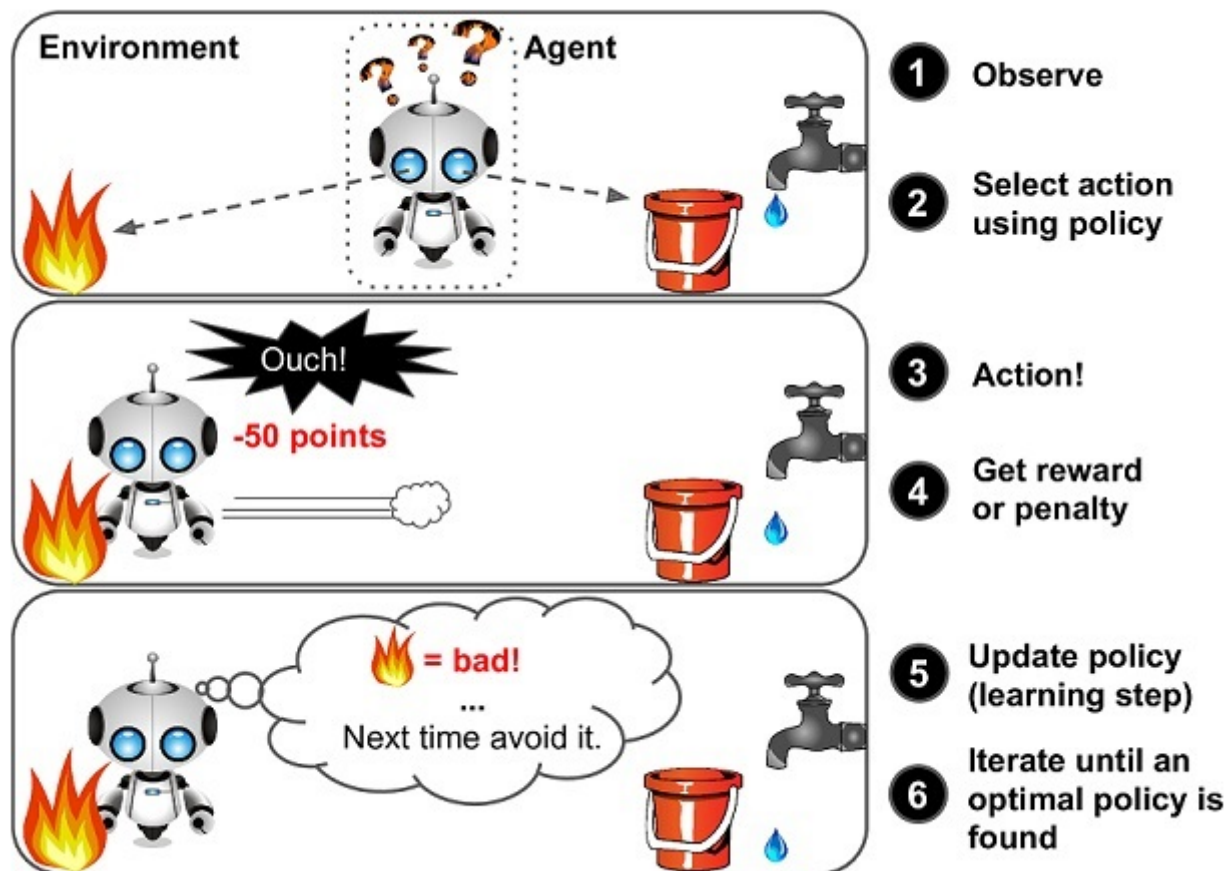 Environment
Agent
1 Observe
2 Select action
using policy
Ouch!
-50 points
3 Action!
4 Get reward
or penalty
= bad!
...
Next time avoid it.
5 Update policy
(learning step)
6 Iterate until an
optimal policy is
found